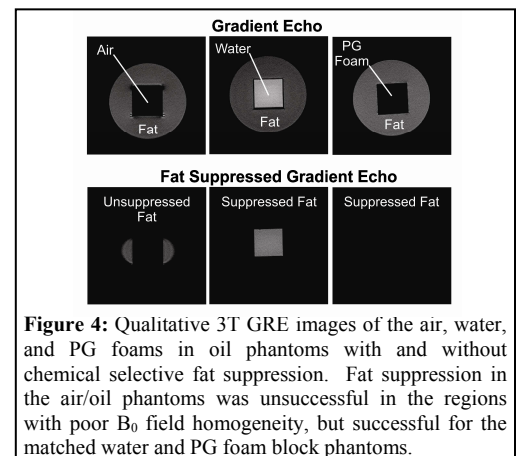 Gradient Echo
Air
Water
PG
Foam
Fat
Fat
Fat
Fat Suppressed Gradient Echo
Unsuppressed
Fat
Suppressed Fat
Suppressed Fat
Figure 4: Qualitative 3T GRE images of the air, water,
and PG foams in oil phantoms with and without
chemical selective fat suppression. Fat suppression in
the air/oil phantoms was unsuccessful in the regions
with poor B₀ field homogeneity, but successful for the
matched water and PG foam block phantoms.